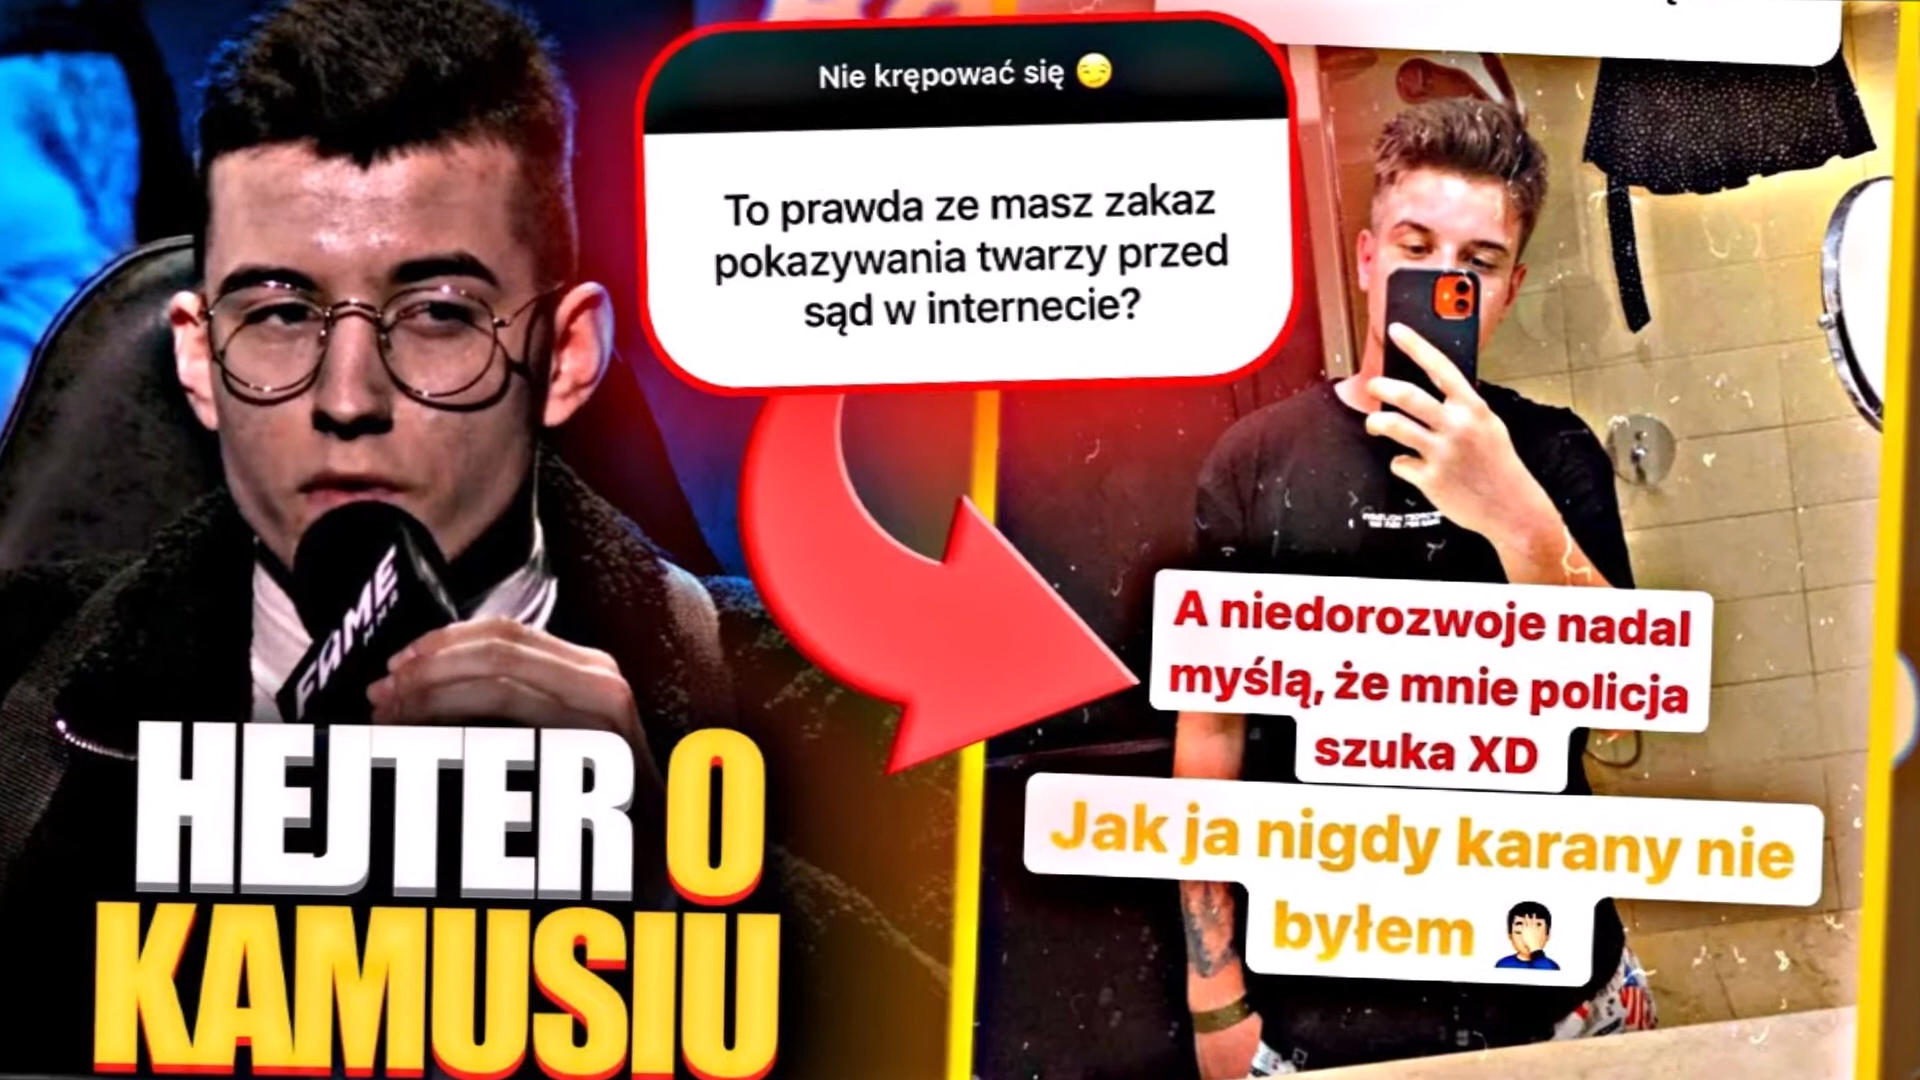 Nie krępować się 😏
To prawda ze masz zakaz
pokazywania twarzy przed
sąd w internecie?
FAME
MMA
A niedorozwoje nadal
myślą, że mnie policja
szuka XD
Jak ja nigdy karany nie
byłem 🤦🏻‍♂️
HEJTER O
KAMUSIU